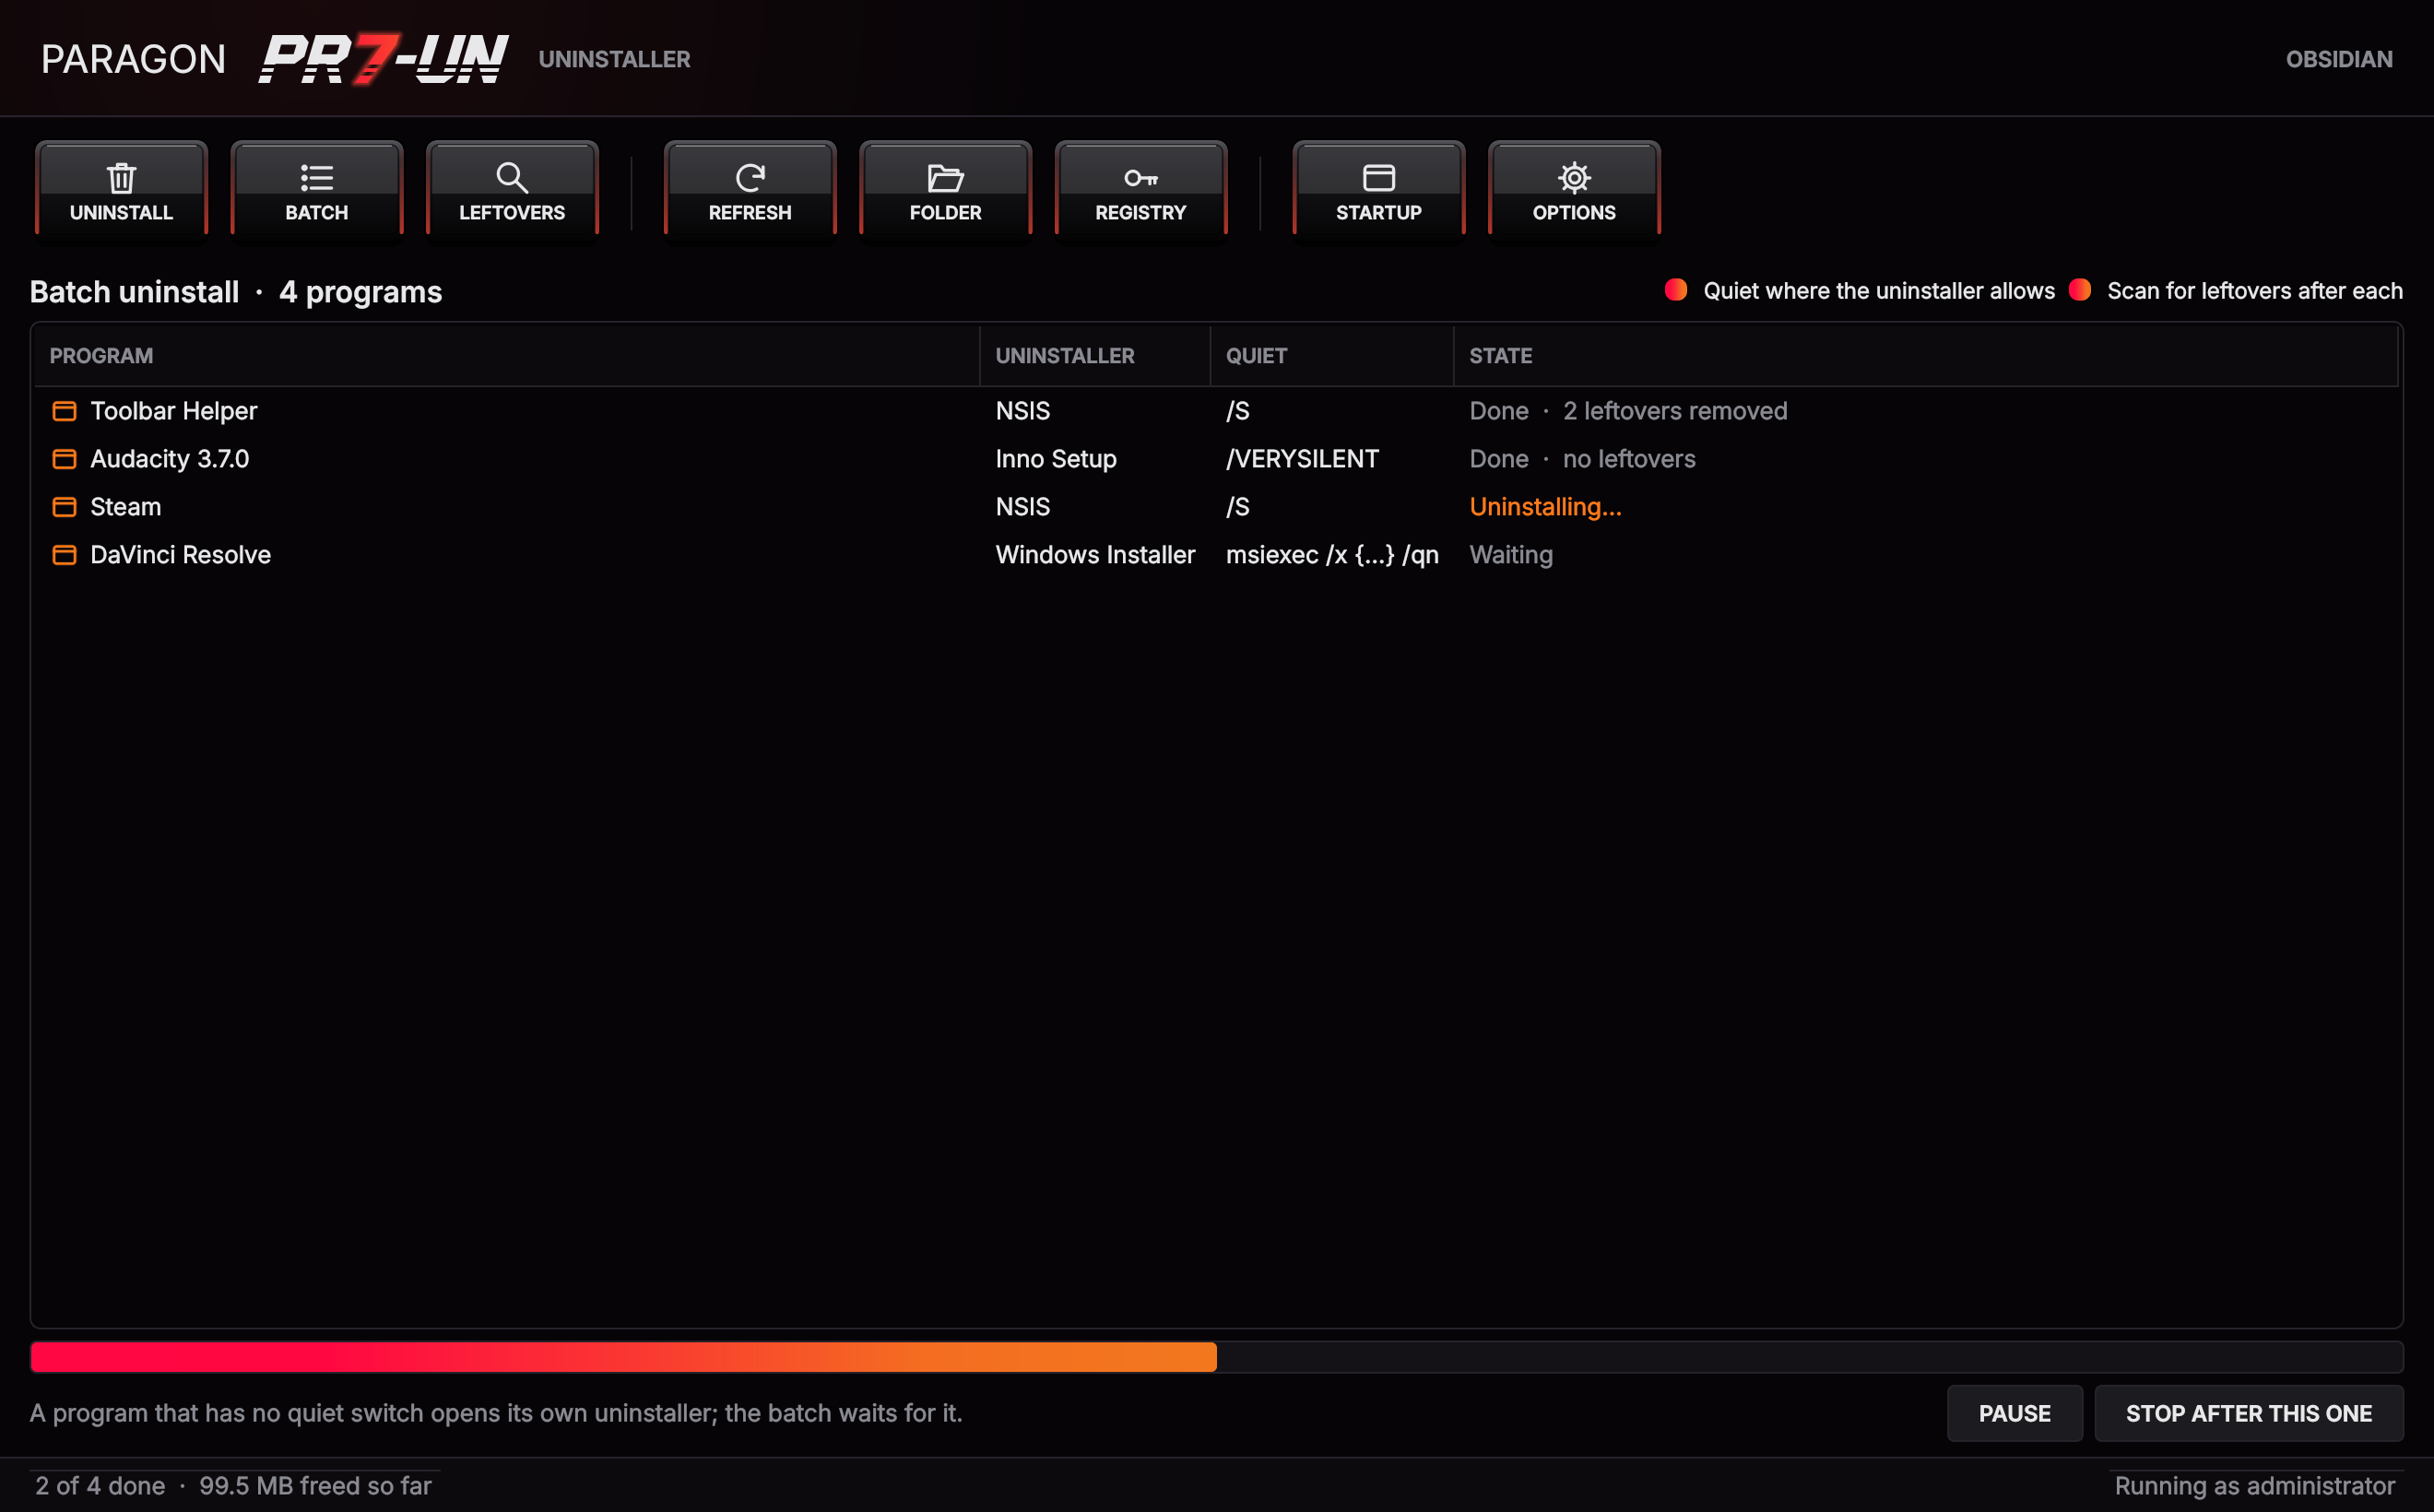 PARAGON PR7-UN UNINSTALLER OBSIDIAN
UNINSTALL BATCH LEFTOVERS REFRESH FOLDER REGISTRY STARTUP OPTIONS
Batch uninstall · 4 programs Quiet where the uninstaller allows Scan for leftovers after each
PROGRAM UNINSTALLER QUIET STATE
Toolbar Helper NSIS /S Done · 2 leftovers removed
Audacity 3.7.0 Inno Setup /VERYSILENT Done · no leftovers
Steam NSIS /S Uninstalling...
DaVinci Resolve Windows Installer msiexec /x {...} /qn Waiting
A program that has no quiet switch opens its own uninstaller; the batch waits for it. PAUSE STOP AFTER THIS ONE
2 of 4 done · 99.5 MB freed so far Running as administrator